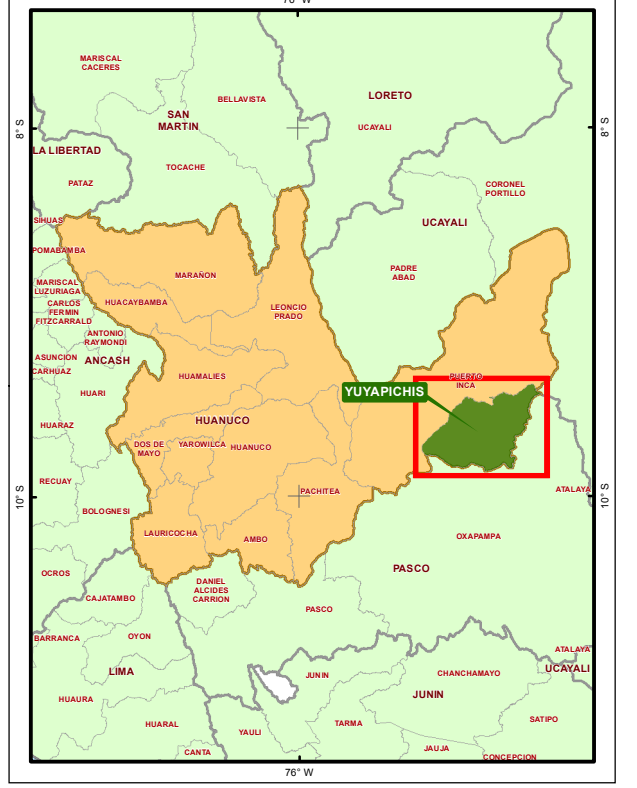 76° W
MARISCAL
CACERES
BELLAVISTA
LORETO
SAN
MARTIN
UCAYALI
8° S
8° S
LA LIBERTAD
TOCACHE
PATAZ
CORONEL
PORTILLO
SIHUAS
UCAYALI
POMABAMBA
MARAÑON
PADRE
ABAD
MARISCAL
LUZURIAGA
HUACAYBAMBA
LEONCIO
PRADO
CARLOS
FERMIN
FITZCARRALD
ANTONIO
RAYMONDI
ASUNCION
ANCASH
CARHUAZ
HUAMALIES
PUERTO
INCA
HUARI
YUYAPICHIS
HUARAZ
HUANUCO
DOS DE
MAYO
YAROWILCA
HUANUCO
RECUAY
PACHITEA
ATALAYA
10° S
10° S
BOLOGNESI
LAURICOCHA
AMBO
OXAPAMPA
OCROS
PASCO
DANIEL
ALCIDES
CARRION
CAJATAMBO
PASCO
BARRANCA
OYON
ATALAYA
LIMA
JUNIN
CHANCHAMAYO
UCAYALI
HUAURA
JUNIN
SATIPO
HUARAL
YAULI
TARMA
CANTA
JAUJA
CONCEPCION
76° W